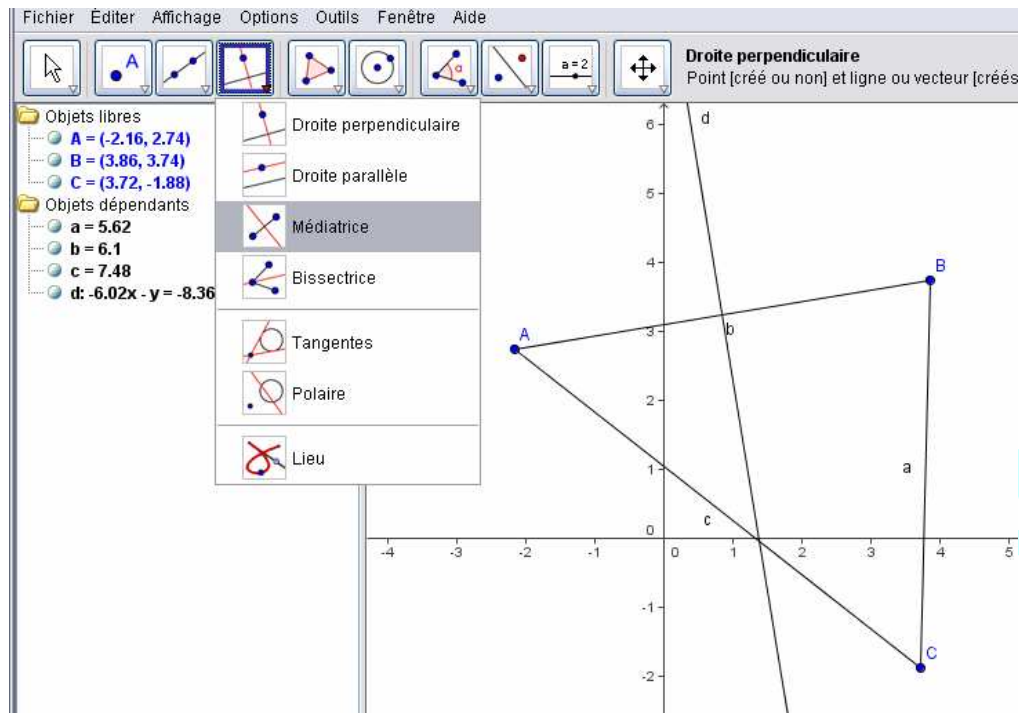 Fichier Éditer Affichage Options Outils Fenêtre Aide
A
α
a = 2
Droite perpendiculaire
Point [créé ou non] et ligne ou vecteur [créés
Objets libres
A = (-2.16, 2.74)
B = (3.86, 3.74)
C = (3.72, -1.88)
Objets dépendants
a = 5.62
b = 6.1
c = 7.48
d: -6.02x - y = -8.36
Droite perpendiculaire
Droite parallèle
Médiatrice
Bissectrice
Tangentes
Polaire
Lieu
d
6
5
4
B
A
3
b
2
1
a
c
0
-4 -3 -2 -1 0 1 2 3 4 5
-1
C
-2